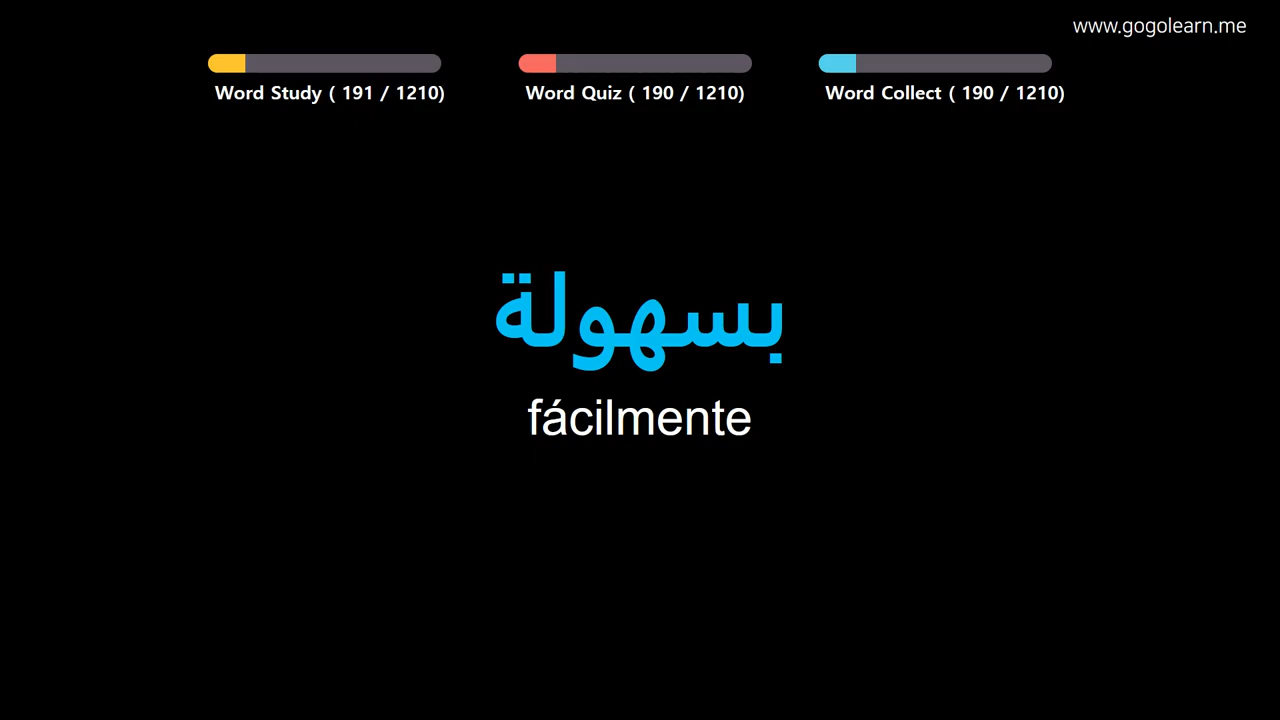 www.gogolearn.me
Word Study ( 191 / 1210)
Word Quiz ( 190 / 1210)
Word Collect ( 190 / 1210)
بسهولة
fácilmente